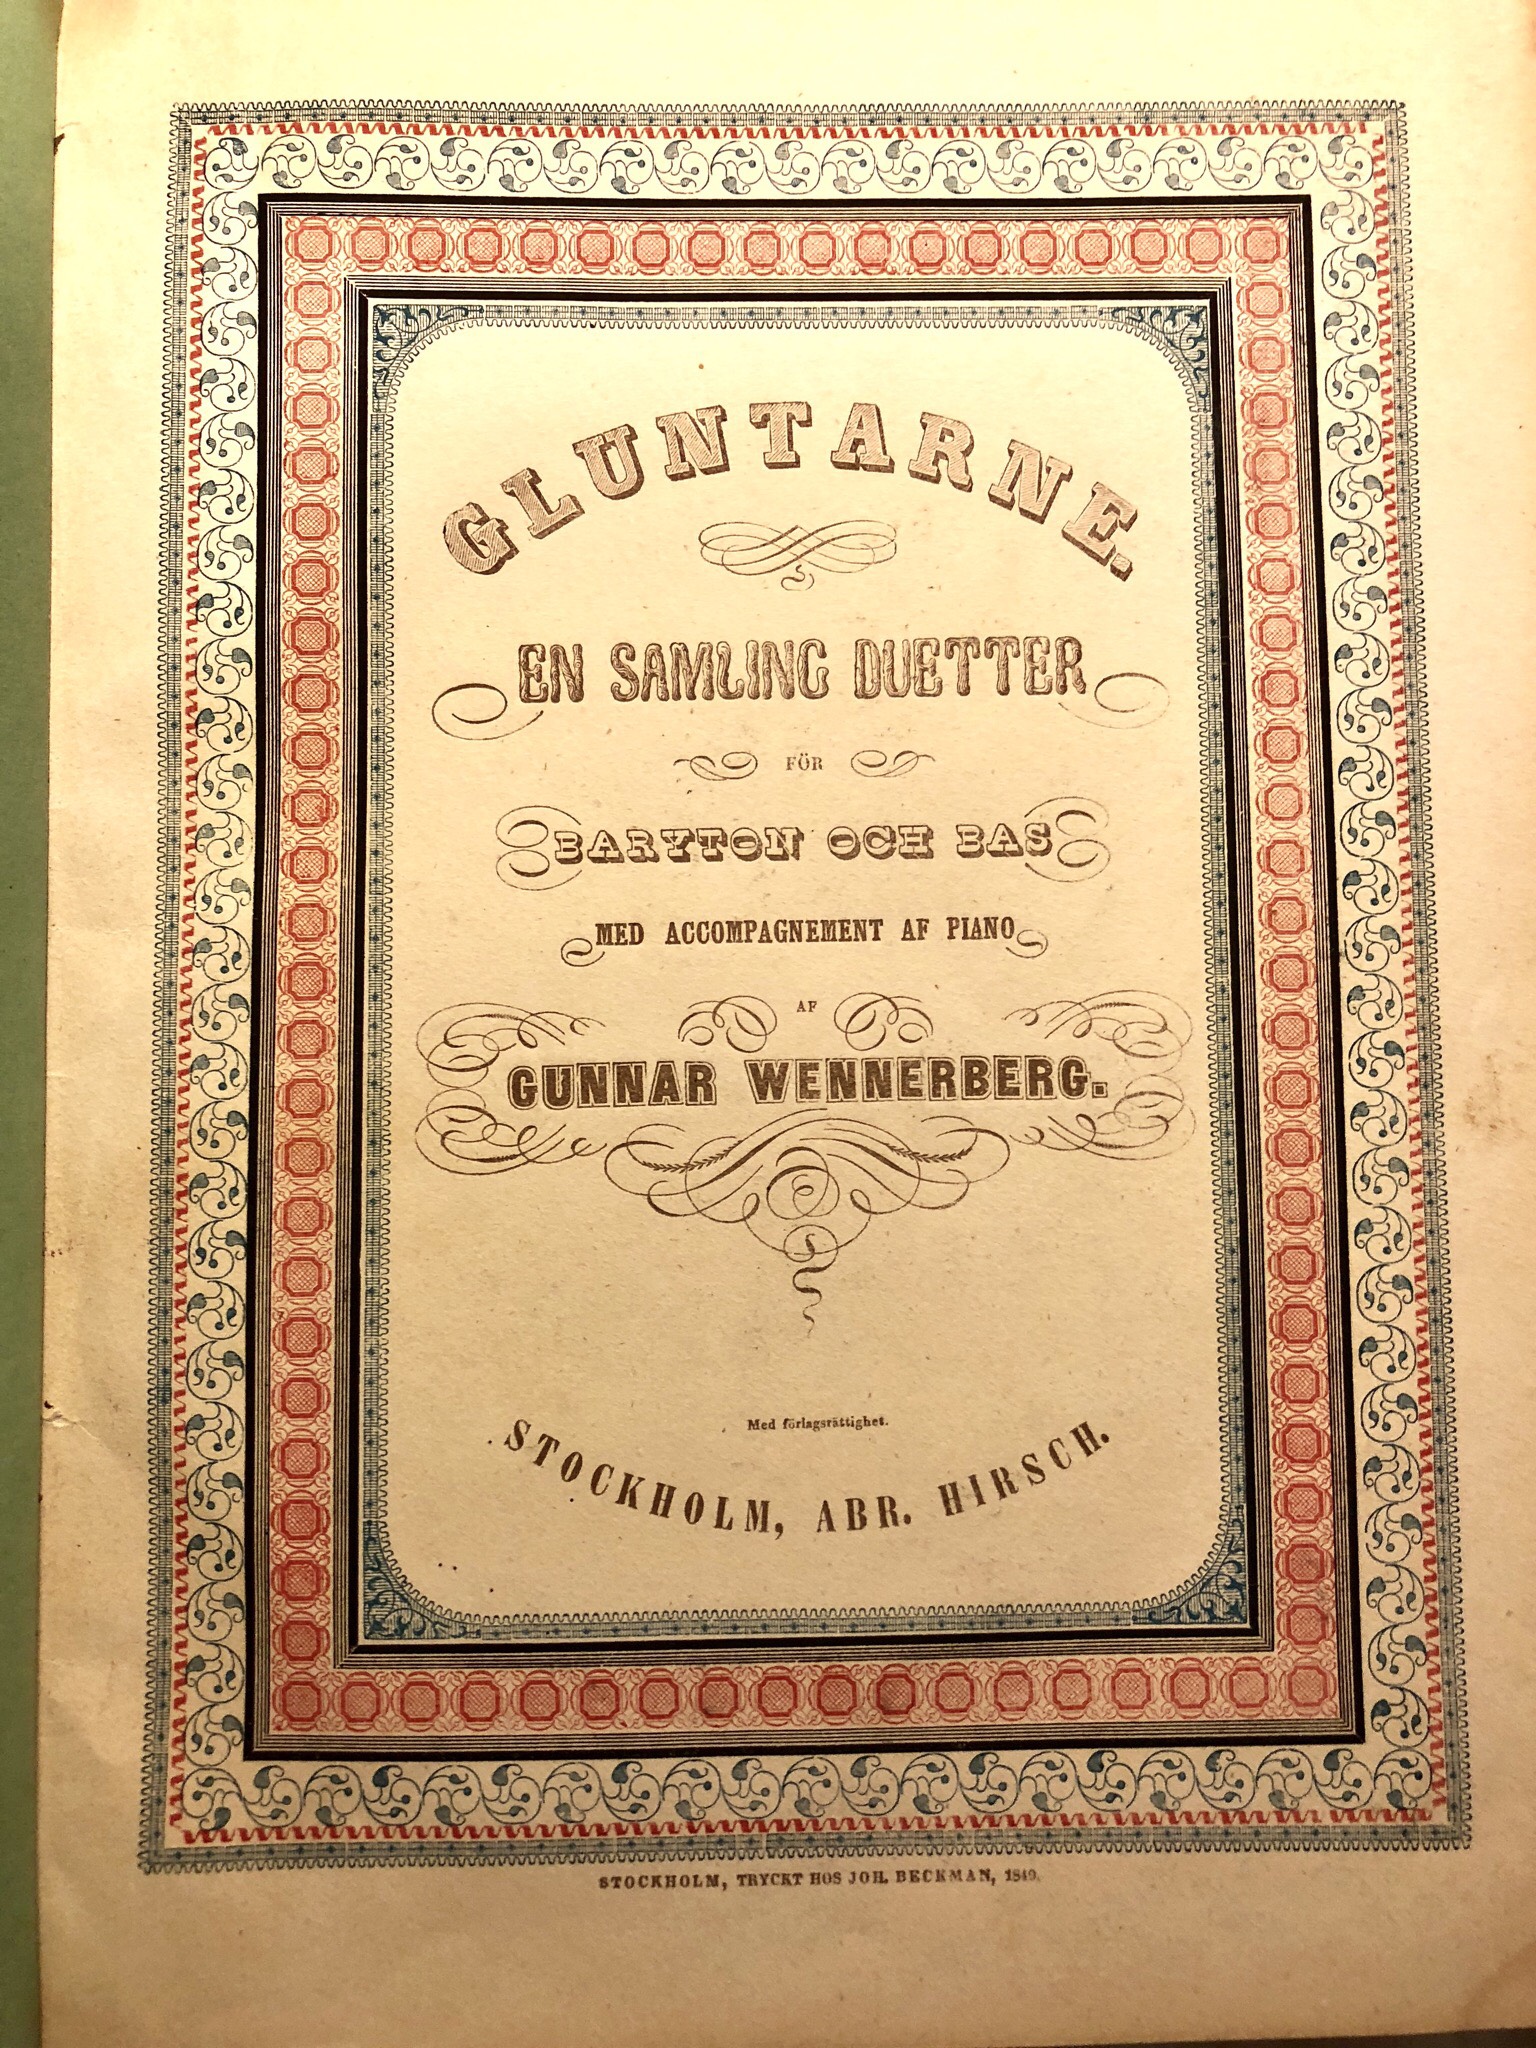 GLUNTARNE.
EN SAMLING DUETTER
FÖR
BARYTON OCH BAS
MED ACCOMPAGNEMENT AF PIANO
AF
GUNNAR WENNERBERG.
Med förlagsrättighet.
STOCKHOLM, ABR. HIRSCH.
STOCKHOLM, TRYCKT HOS JOH. BECKMAN, 1849.